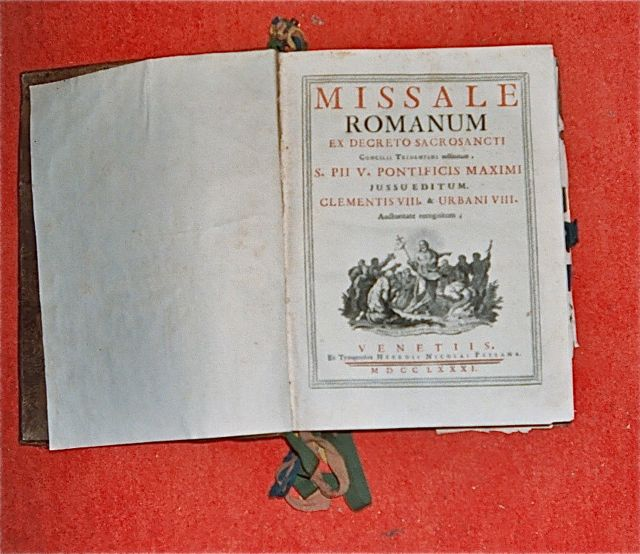 MISSALE
ROMANUM
EX DECRETO SACROSANCTI
CONCILII TRIDENTINI restitutum,
S. PII V. PONTIFICIS MAXIMI
JUSSU EDITUM.
CLEMENTIS VIII. & URBANI VIII.
Auctoritate recognitum,
VENETIIS.
Ex Typographia HEREDIS NICOLAI PEZZANA.
MDCCLXXXI.